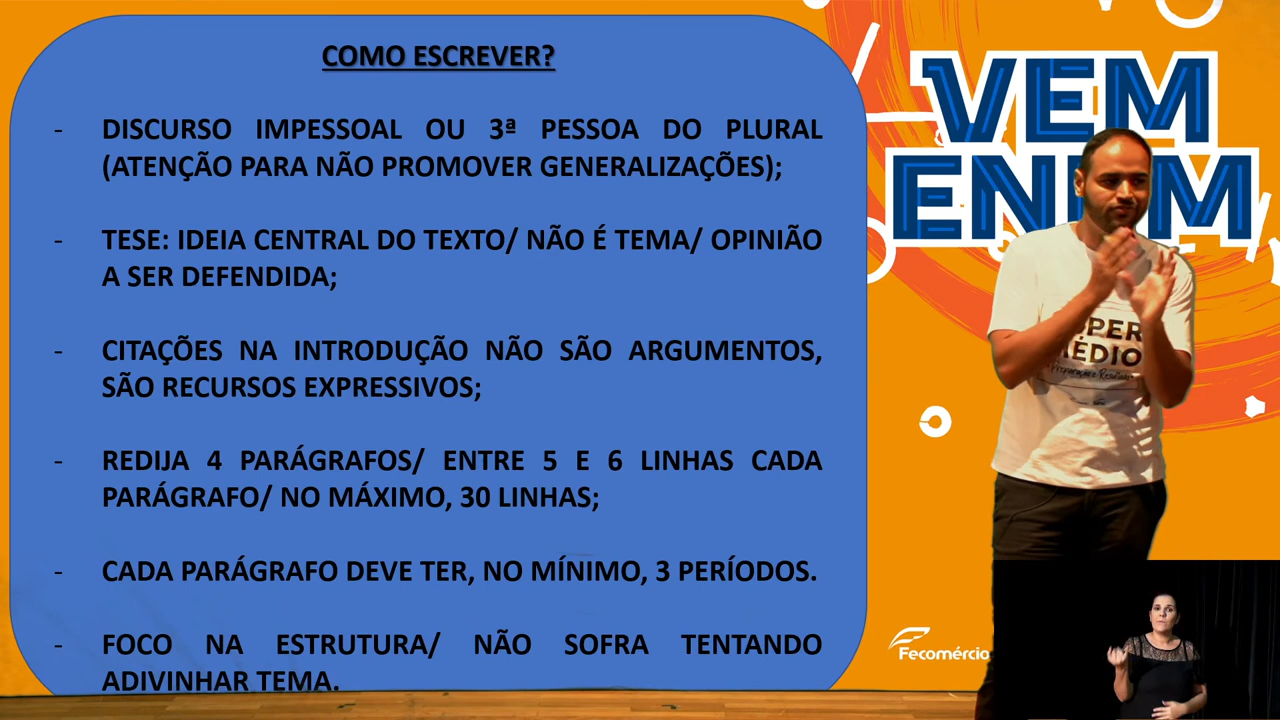 COMO ESCREVER?
- DISCURSO IMPESSOAL OU 3ª PESSOA DO PLURAL
(ATENÇÃO PARA NÃO PROMOVER GENERALIZAÇÕES);
- TESE: IDEIA CENTRAL DO TEXTO/ NÃO É TEMA/ OPINIÃO
A SER DEFENDIDA;
- CITAÇÕES NA INTRODUÇÃO NÃO SÃO ARGUMENTOS,
SÃO RECURSOS EXPRESSIVOS;
- REDIJA 4 PARÁGRAFOS/ ENTRE 5 E 6 LINHAS CADA
PARÁGRAFO/ NO MÁXIMO, 30 LINHAS;
- CADA PARÁGRAFO DEVE TER, NO MÍNIMO, 3 PERÍODOS.
- FOCO NA ESTRUTURA/ NÃO SOFRA TENTANDO
ADIVINHAR TEMA.
VEM
ENEM
Fecomércio